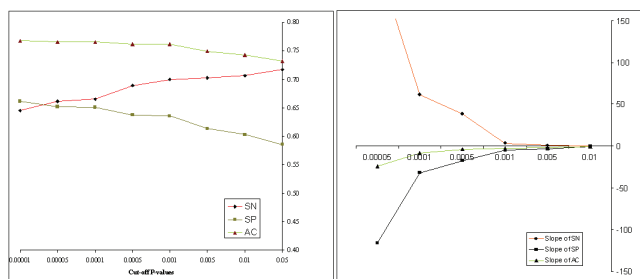 0.80
0.75
0.70
0.65
0.60
0.55
0.50
0.45
0.40
SN
SP
AC
0.00001 0.00005 0.0001 0.0005 0.001 0.005 0.01 0.05
Cut-off P-values
150
100
50
0
0.00005 0.0001 0.0005 0.001 0.005 0.01
-50
-100
-150
Slope of SN
Slope of SP
Slope of AC